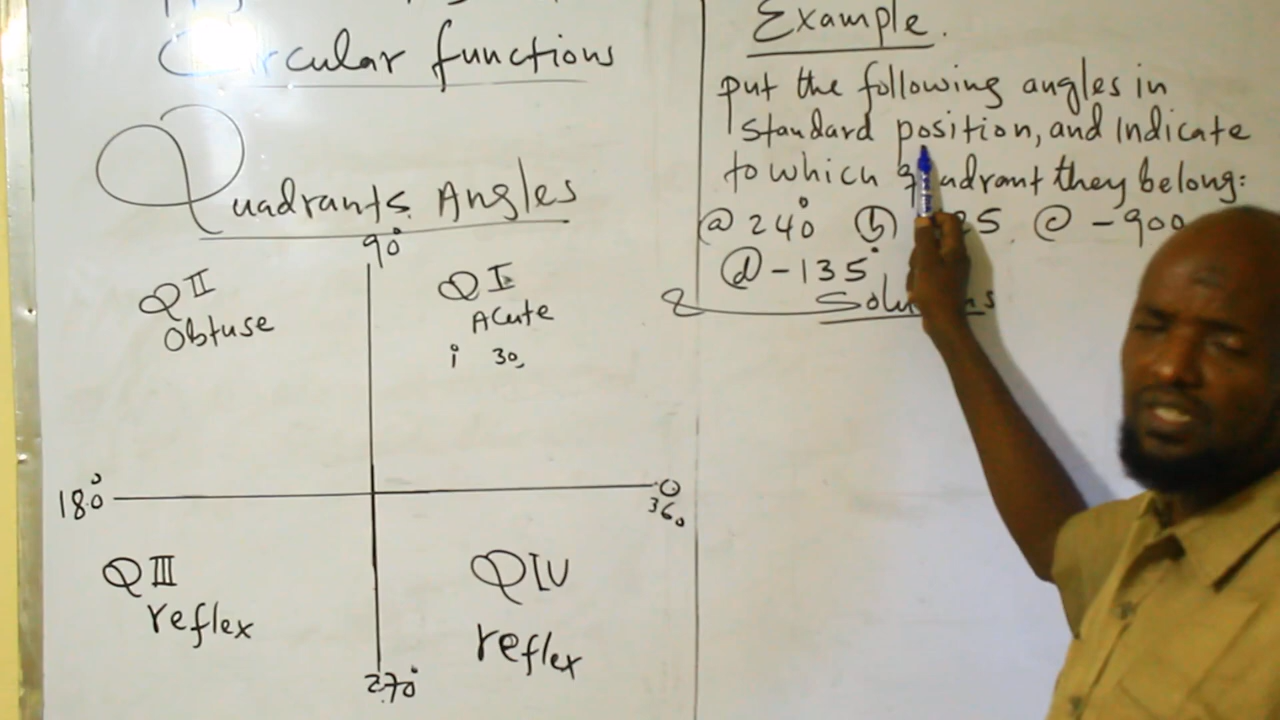 Circular functions
Quadrants Angles
90°
QII
Obtuse
QI
Acute
i 30
180°
0
360
QIII
reflex
QIV
reflex
270°
Example.
put the following angles in
standard position, and Indicate
to which quadrant they belong:
(a) 240° (b) 25 (c) -900
(d) -135°
Solutions